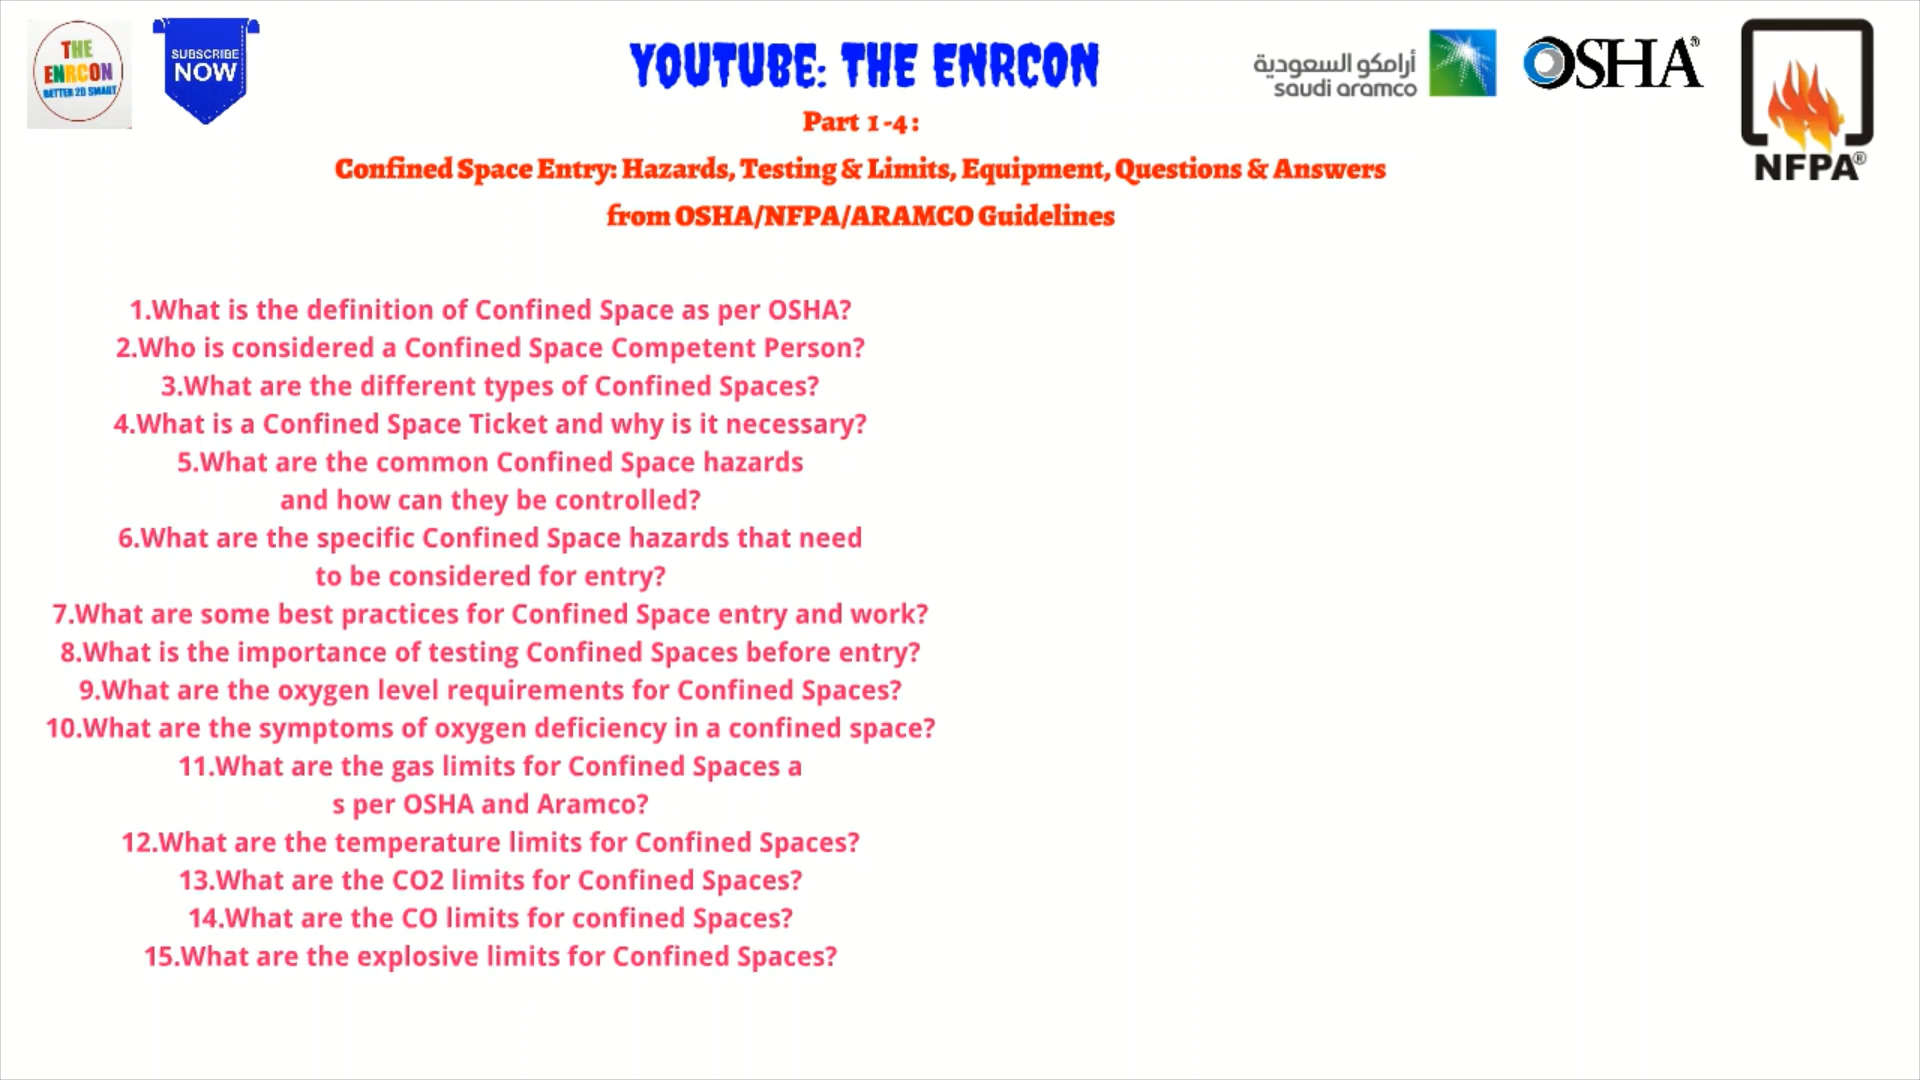 THE
ENRCON
BETTER 2D SMART
SUBSCRIBE
NOW
YOUTUBE: THE ENRCON
أرامكو السعودية
saudi aramco
OSHA®
NFPA®
Part 1-4:
Confined Space Entry: Hazards, Testing & Limits, Equipment, Questions & Answers
from OSHA/NFPA/ARAMCO Guidelines
1.What is the definition of Confined Space as per OSHA?
2.Who is considered a Confined Space Competent Person?
3.What are the different types of Confined Spaces?
4.What is a Confined Space Ticket and why is it necessary?
5.What are the common Confined Space hazards
and how can they be controlled?
6.What are the specific Confined Space hazards that need
to be considered for entry?
7.What are some best practices for Confined Space entry and work?
8.What is the importance of testing Confined Spaces before entry?
9.What are the oxygen level requirements for Confined Spaces?
10.What are the symptoms of oxygen deficiency in a confined space?
11.What are the gas limits for Confined Spaces a
s per OSHA and Aramco?
12.What are the temperature limits for Confined Spaces?
13.What are the CO2 limits for Confined Spaces?
14.What are the CO limits for confined Spaces?
15.What are the explosive limits for Confined Spaces?